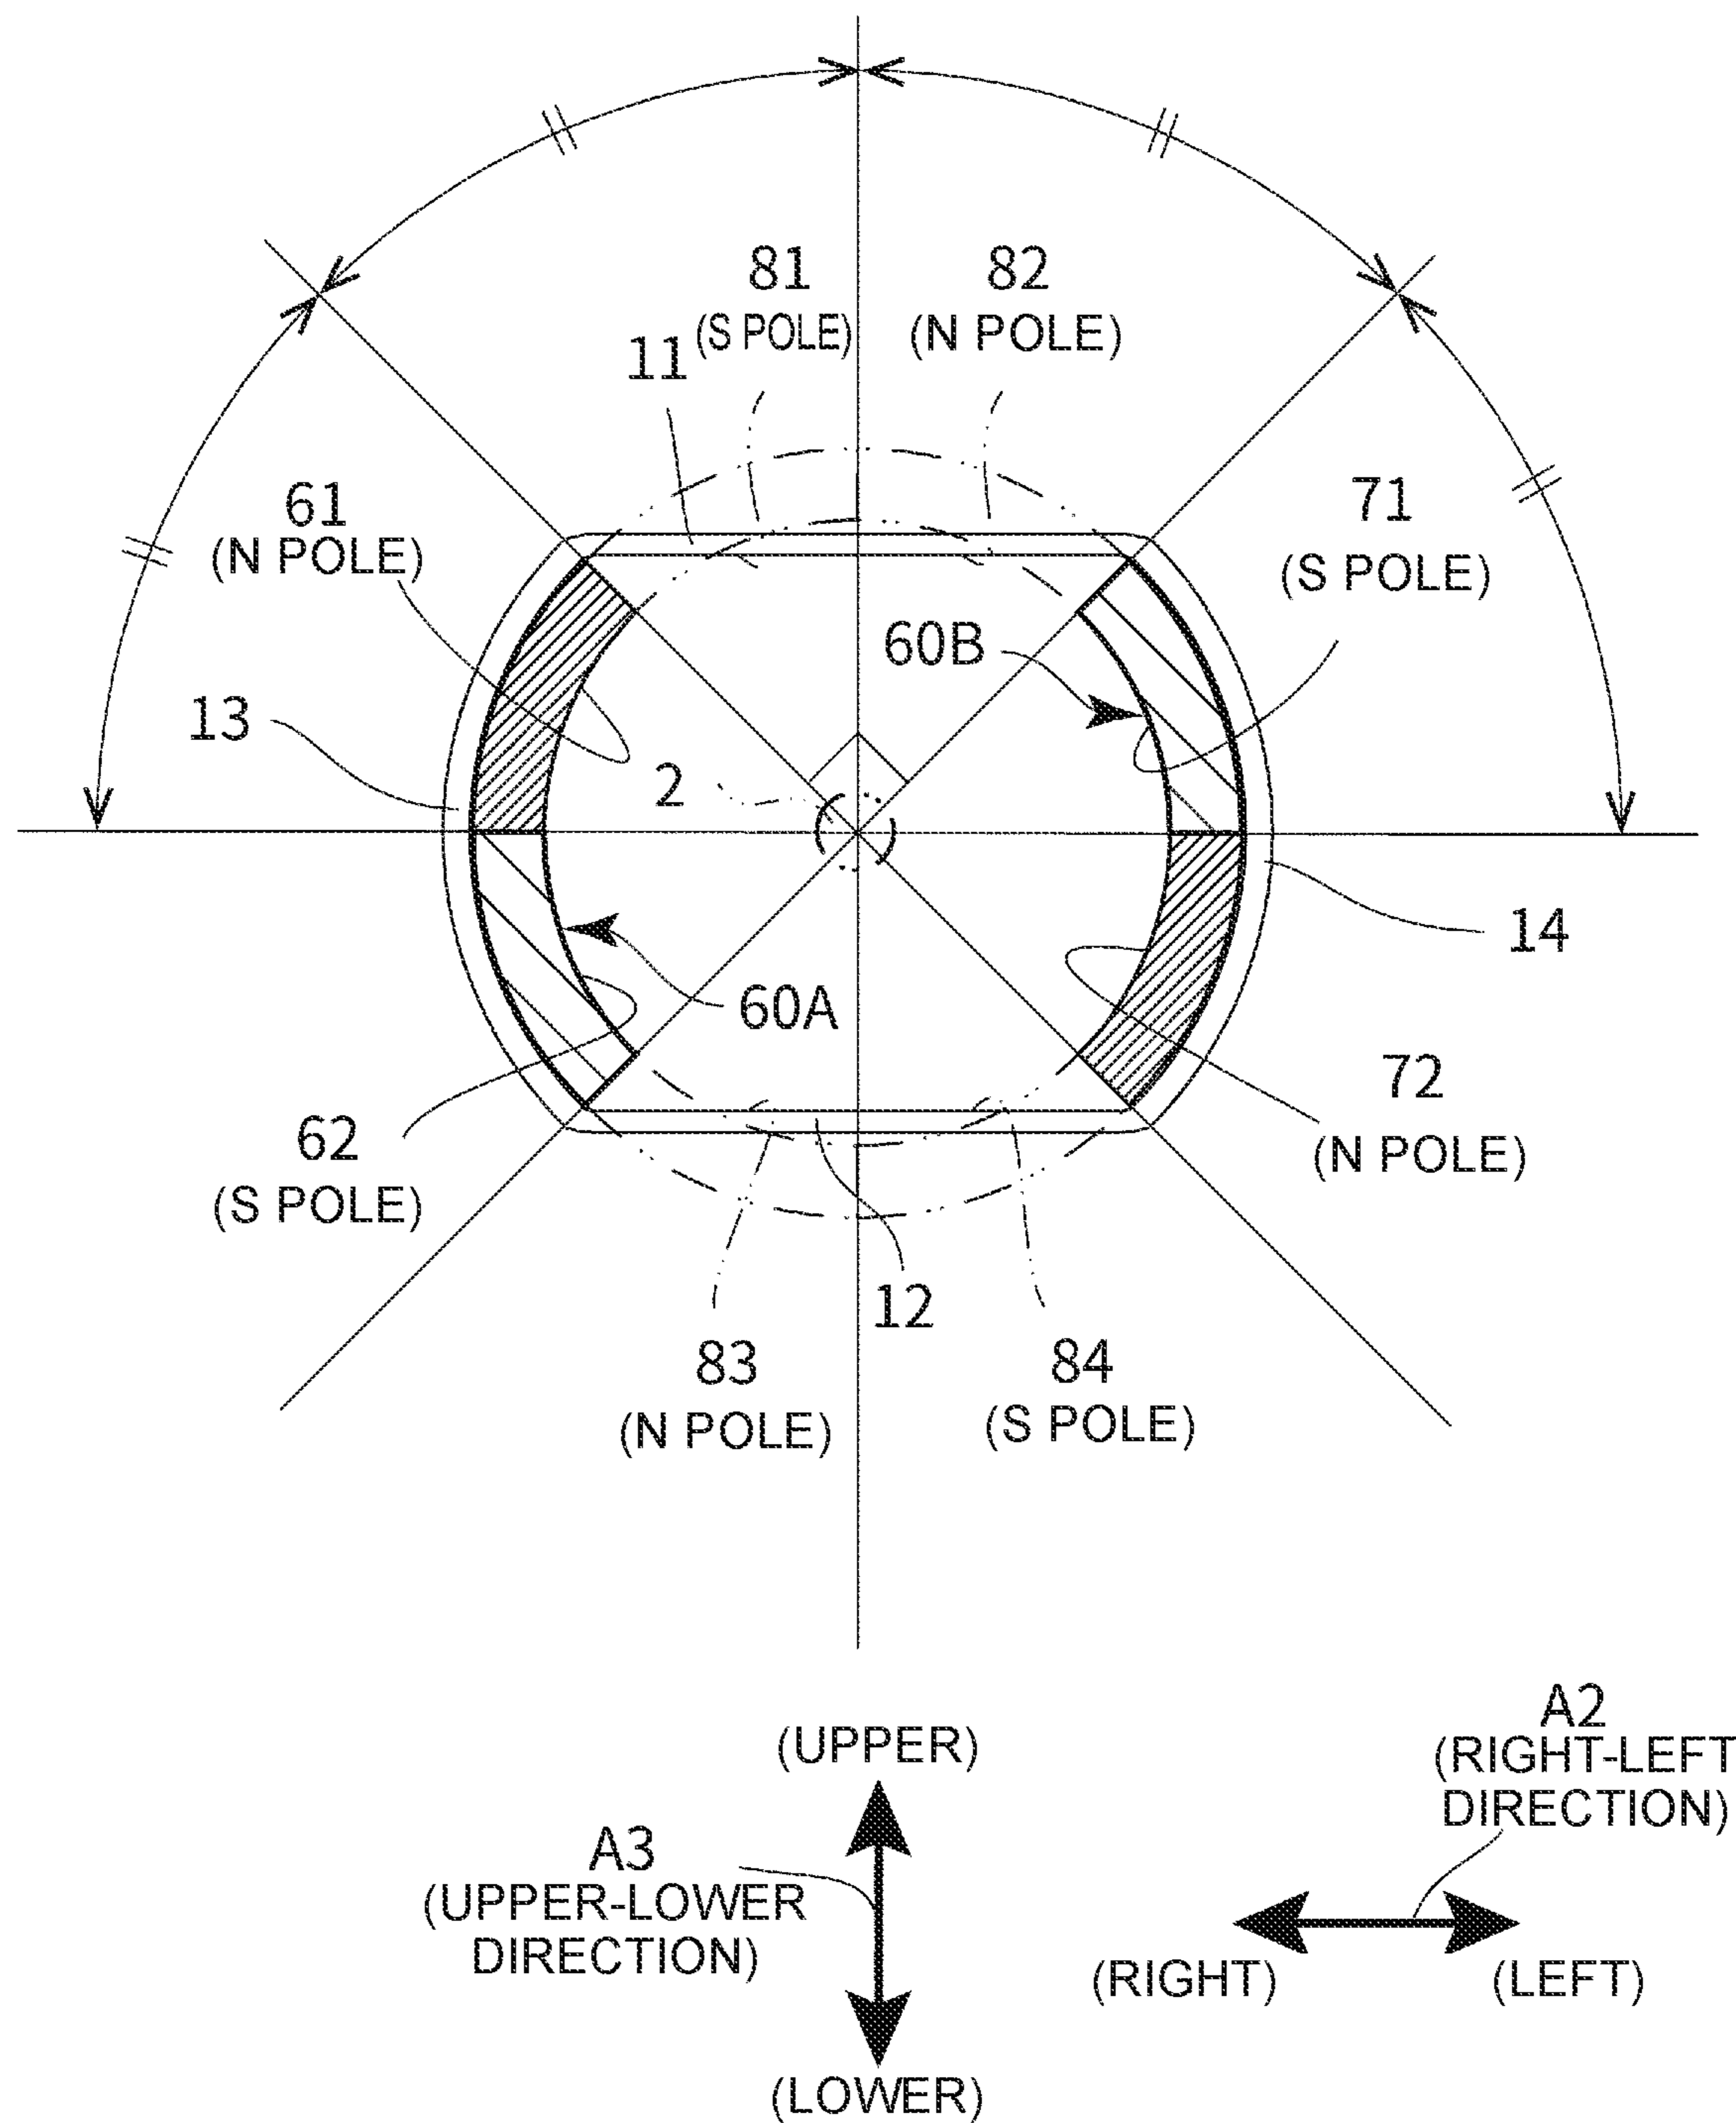 81
(S POLE)
82
(N POLE)
11
61
(N POLE)
71
(S POLE)
60B
13
2
14
60A
62
(S POLE)
72
(N POLE)
12
83
(N POLE)
84
(S POLE)
A2
(RIGHT-LEFT
DIRECTION)
(RIGHT)
(LEFT)
(UPPER)
A3
(UPPER-LOWER
DIRECTION)
(LOWER)